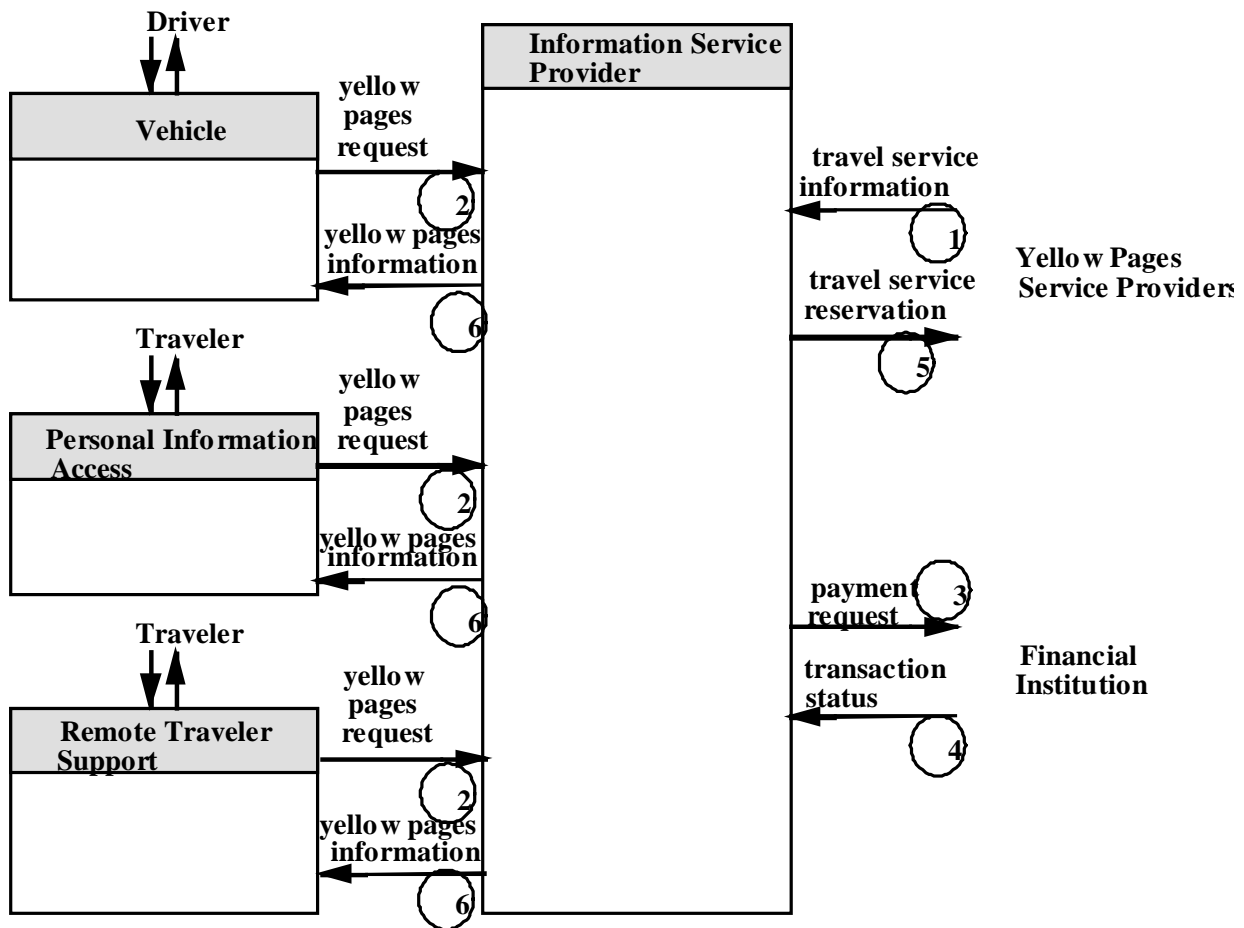 Driver
Vehicle
yellow
pages
request
2
yellow pages
information
6
Traveler
Personal Information
Access
yellow
pages
request
2
yellow pages
information
6
Traveler
Remote Traveler
Support
yellow
pages
request
2
yellow pages
information
6
Information Service
Provider
travel service
information
1
travel service
reservation
5
Yellow Pages
Service Providers
payment
request
3
transaction
status
4
Financial
Institution